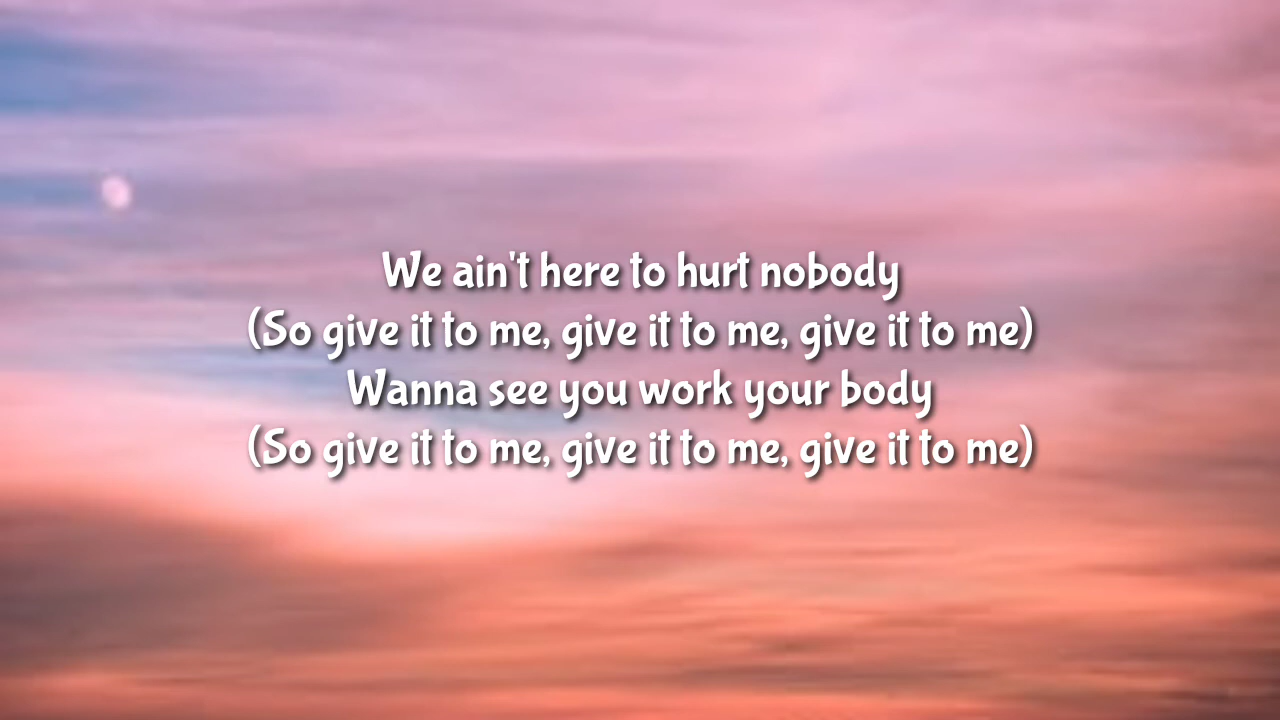 We ain't here to hurt nobody
(So give it to me, give it to me, give it to me)
Wanna see you work your body
(So give it to me, give it to me, give it to me)